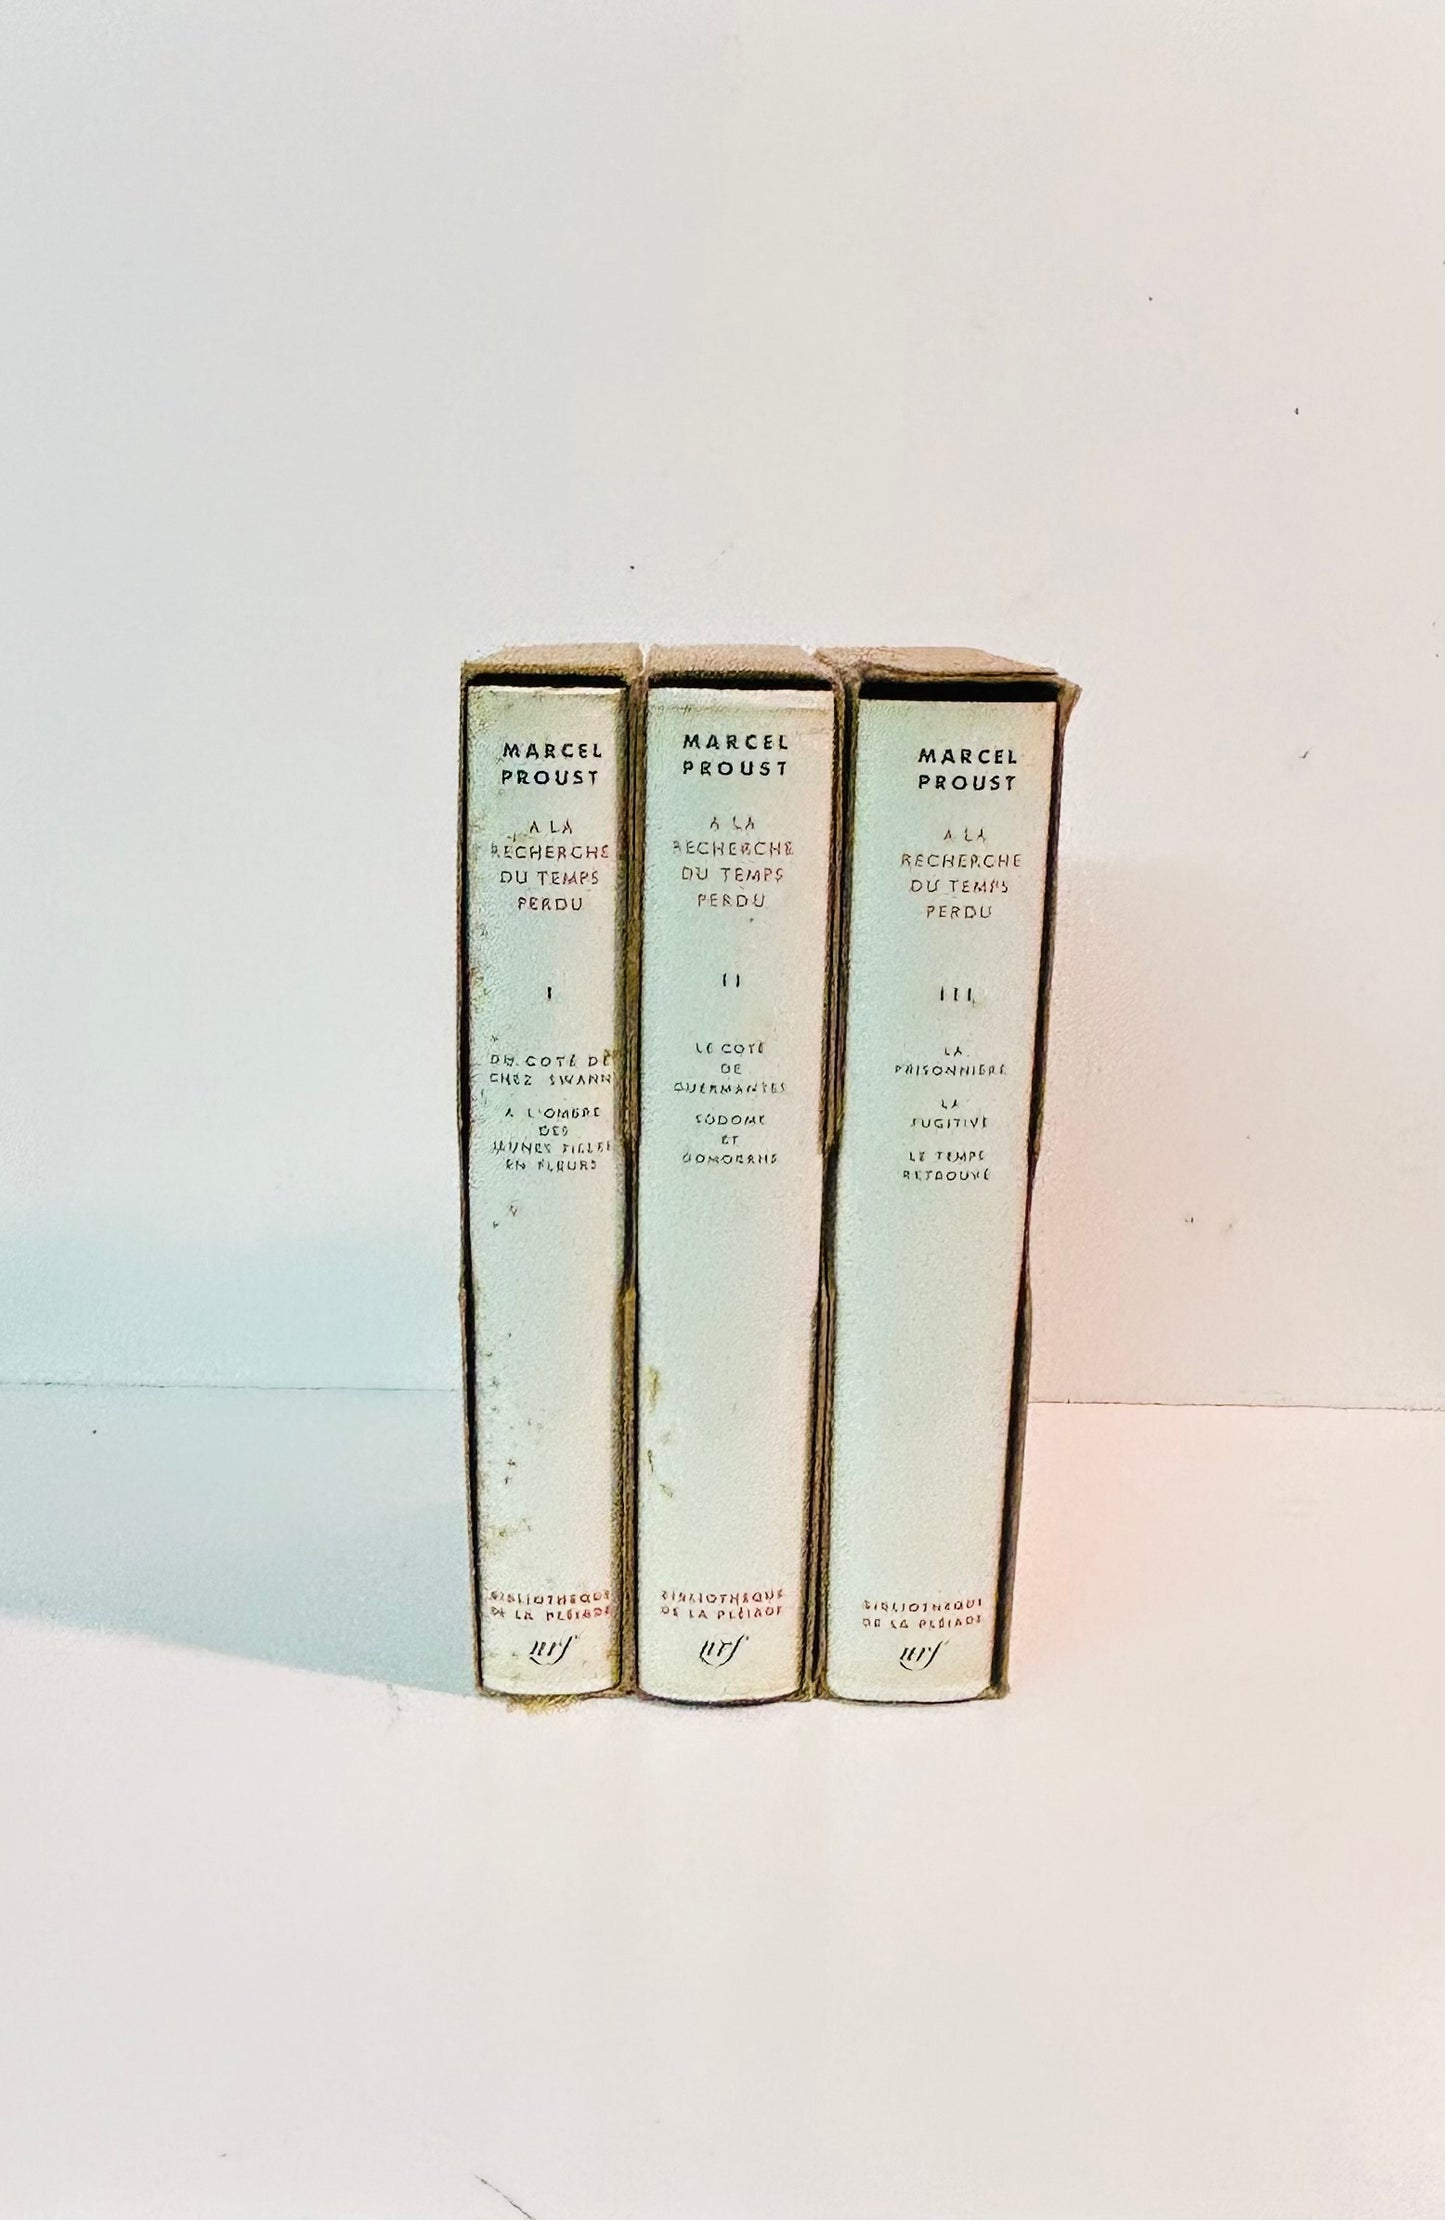 MARCEL
PROUST
A LA
RECHERCHE
DU TEMPS
PERDU
I
DU COTÉ DE
CHEZ SWANN
A L'OMBRE
DES
JEUNES FILLES
EN FLEURS
BIBLIOTHÈQUE
DE LA PLÉIADE
nrf
MARCEL
PROUST
A LA
RECHERCHE
DU TEMPS
PERDU
II
LE COTÉ
DE
GUERMANTES
SODOME
ET
GOMORRHE
BIBLIOTHÈQUE
DE LA PLÉIADE
nrf
MARCEL
PROUST
A LA
RECHERCHE
DU TEMPS
PERDU
III
LA
PRISONNIÈRE
LA
FUGITIVE
LE TEMPS
RETROUVÉ
BIBLIOTHÈQUE
DE LA PLÉIADE
nrf